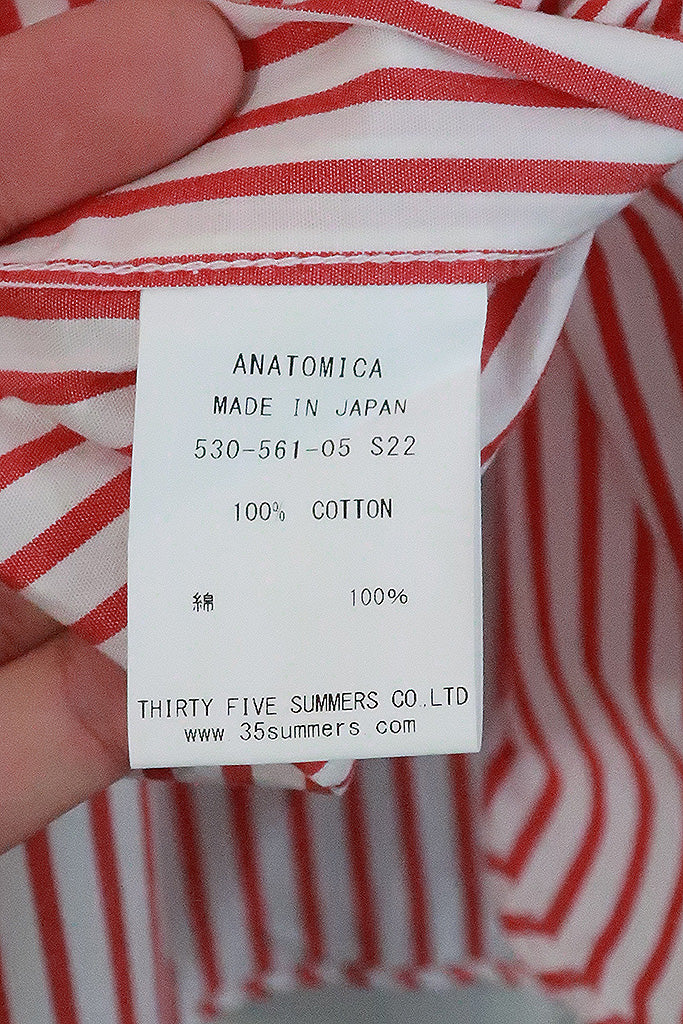 ANATOMICA
MADE IN JAPAN
530-561-05 S22
100% COTTON
綿 100%
THIRTY FIVE SUMMERS CO.,LTD
www 35summers com